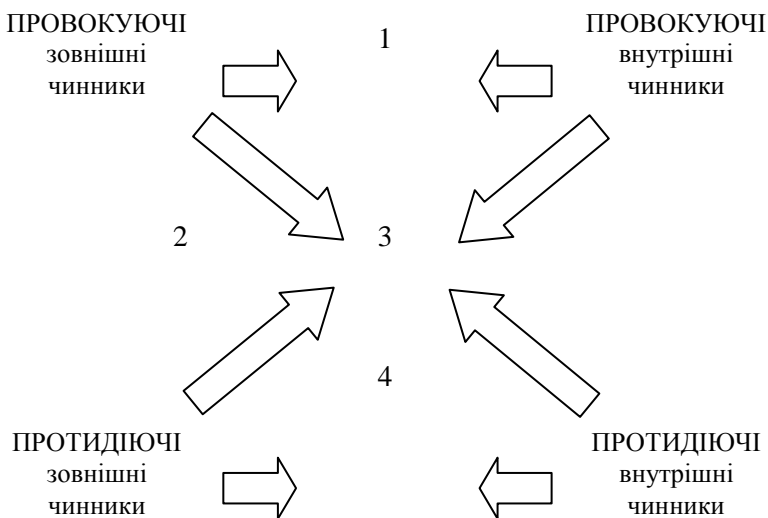 ПРОВОКУЮЧІ
зовнішні
чинники
1
ПРОВОКУЮЧІ
внутрішні
чинники
2
3
4
ПРОТИДІЮЧІ
зовнішні
чинники
ПРОТИДІЮЧІ
внутрішні
чинники